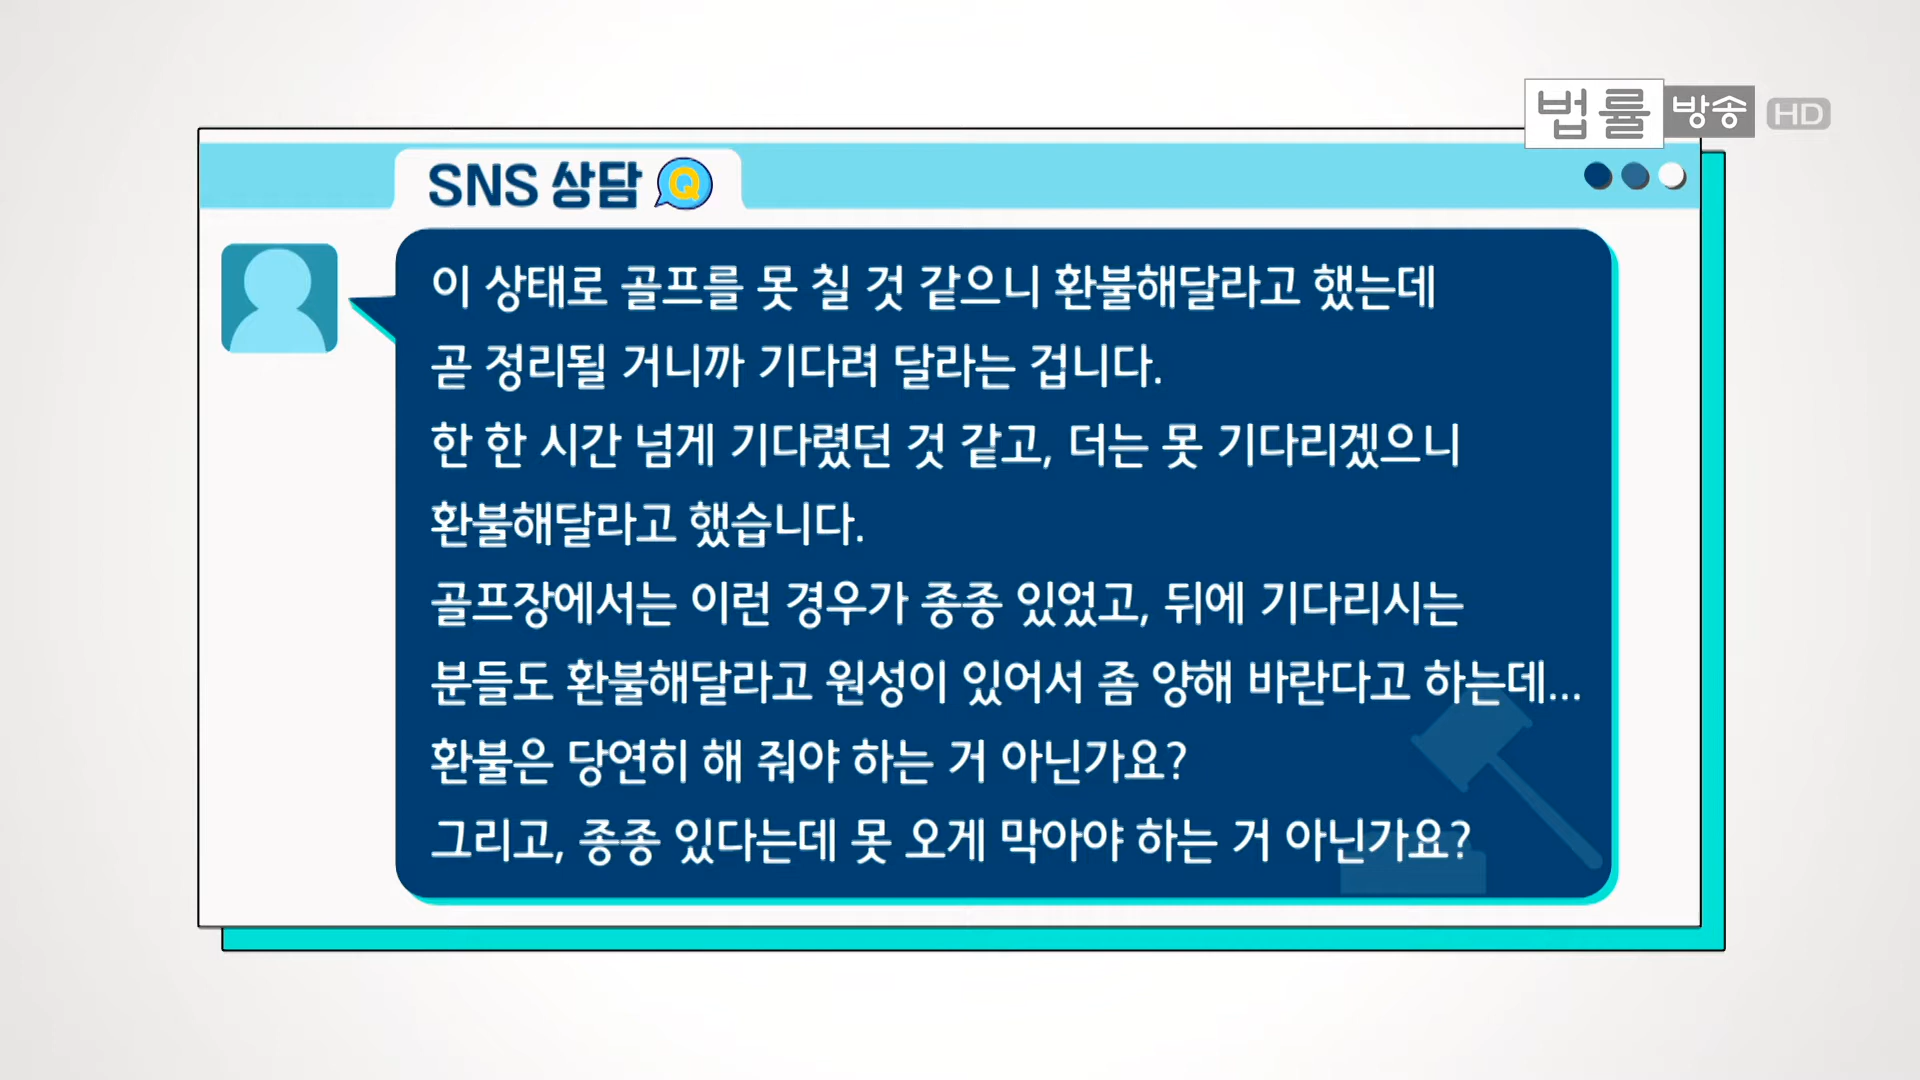 법률방송 HD
SNS 상담 Q
이 상태로 골프를 못 칠 것 같으니 환불해달라고 했는데
곧 정리될 거니까 기다려 달라는 겁니다.
한 한 시간 넘게 기다렸던 것 같고, 더는 못 기다리겠으니
환불해달라고 했습니다.
골프장에서는 이런 경우가 종종 있었고, 뒤에 기다리시는
분들도 환불해달라고 원성이 있어서 좀 양해 바란다고 하는데...
환불은 당연히 해 줘야 하는 거 아닌가요?
그리고, 종종 있다는데 못 오게 막아야 하는 거 아닌가요?